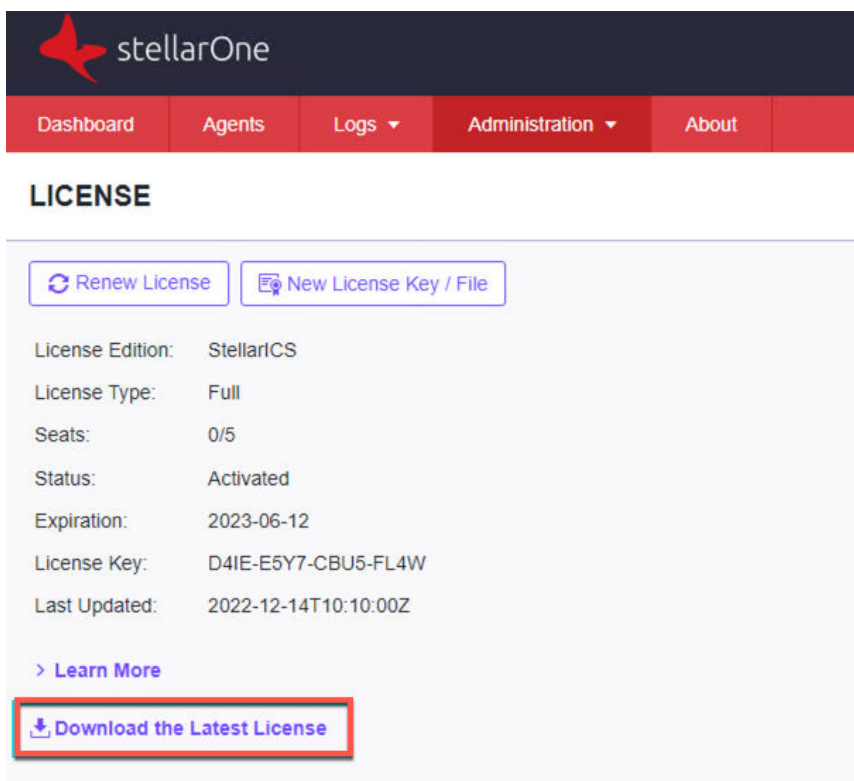 stellarOne
Dashboard Agents Logs Administration About
LICENSE
Renew License New License Key / File
License Edition: StellarICS
License Type: Full
Seats: 0/5
Status: Activated
Expiration: 2023-06-12
License Key: D4IE-E5Y7-CBU5-FL4W
Last Updated: 2022-12-14T10:10:00Z
> Learn More
Download the Latest License